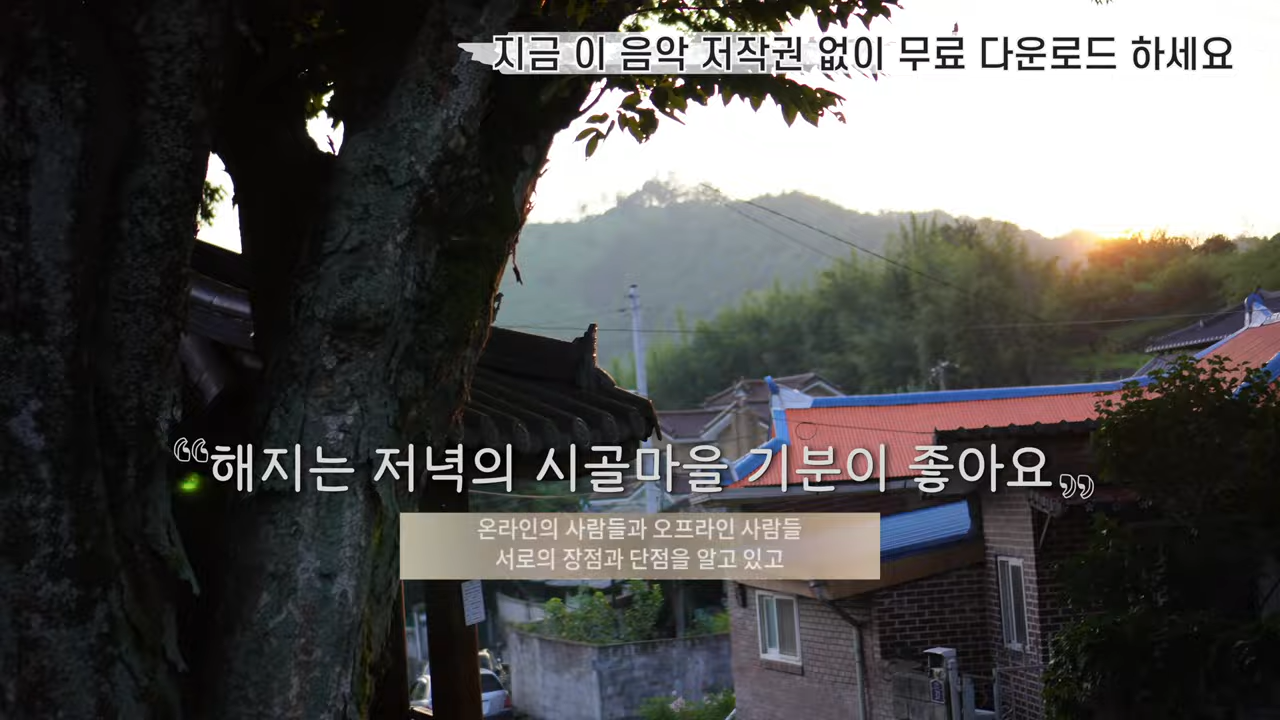 지금 이 음악 저작권 없이 무료 다운로드 하세요
“해지는 저녁의 시골마을 기분이 좋아요„
온라인의 사람들과 오프라인 사람들
서로의 장점과 단점을 알고 있고